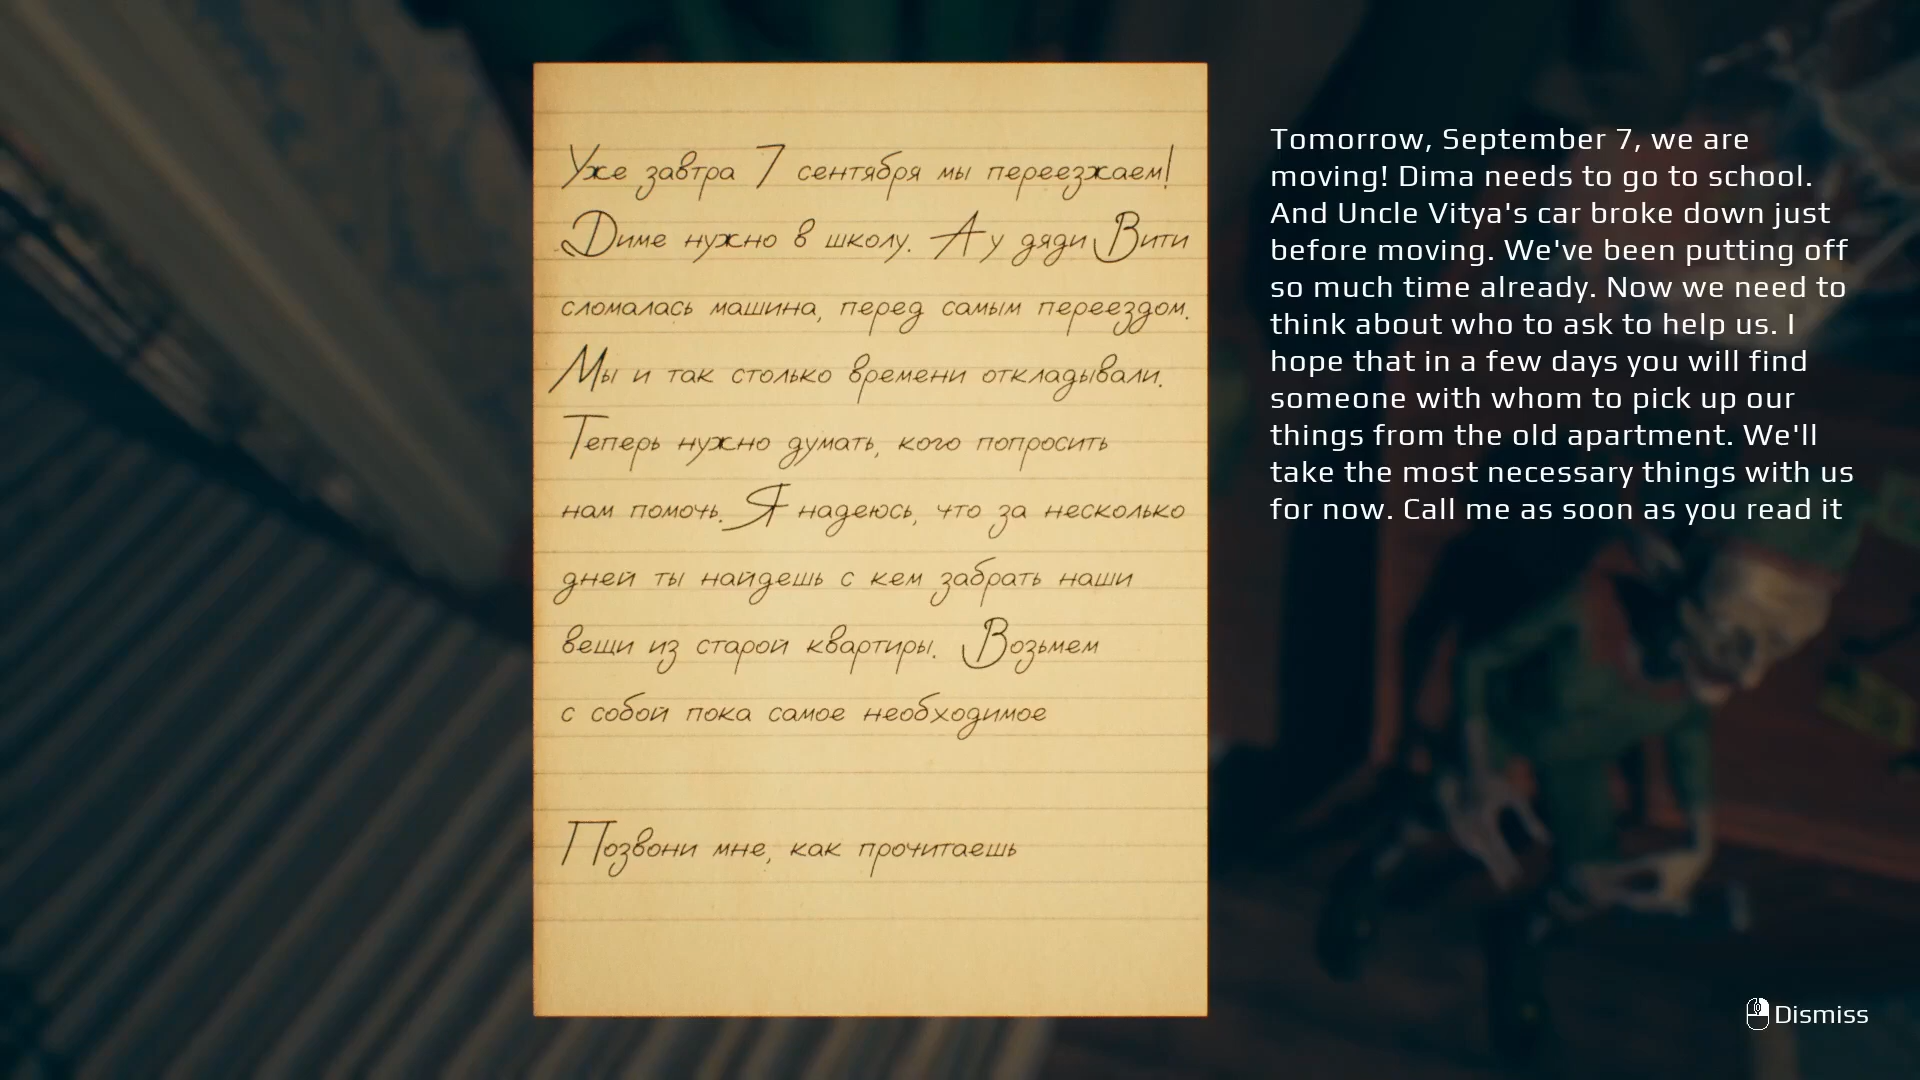 Уже завтра 7 сентября мы переезжаем!
Диме нужно в школу. А у дяди Вити
сломалась машина, перед самым переездом.
Мы и так столько времени откладывали.
Теперь нужно думать, кого попросить
нам помочь. Я надеюсь, что за несколько
дней ты найдешь с кем забрать наши
вещи из старой квартиры. Возьмем
с собой пока самое необходимое
Позвони мне, как прочитаешь
Tomorrow, September 7, we are
moving! Dima needs to go to school.
And Uncle Vitya's car broke down just
before moving. We've been putting off
so much time already. Now we need to
think about who to ask to help us. I
hope that in a few days you will find
someone with whom to pick up our
things from the old apartment. We'll
take the most necessary things with us
for now. Call me as soon as you read it
Dismiss